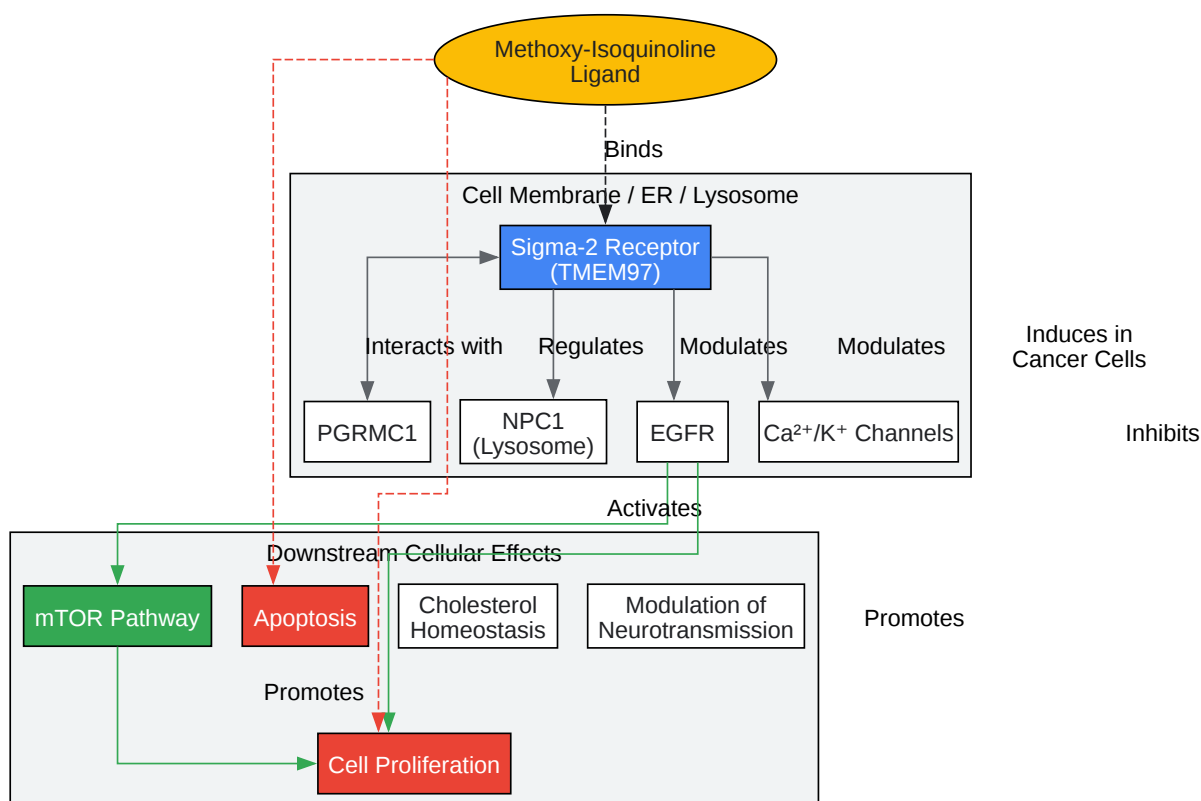 Methoxy-Isoquinoline
Ligand
Binds
Cell Membrane / ER / Lysosome
Sigma-2 Receptor
(TMEM97)
Interacts with
Regulates
Modulates
Modulates
Induces in
Cancer Cells
PGRMC1
NPC1
(Lysosome)
EGFR
Ca²⁺/K⁺ Channels
Inhibits
Activates
Downstream Cellular Effects
mTOR Pathway
Apoptosis
Cholesterol
Homeostasis
Modulation of
Neurotransmission
Promotes
Promotes
Cell Proliferation